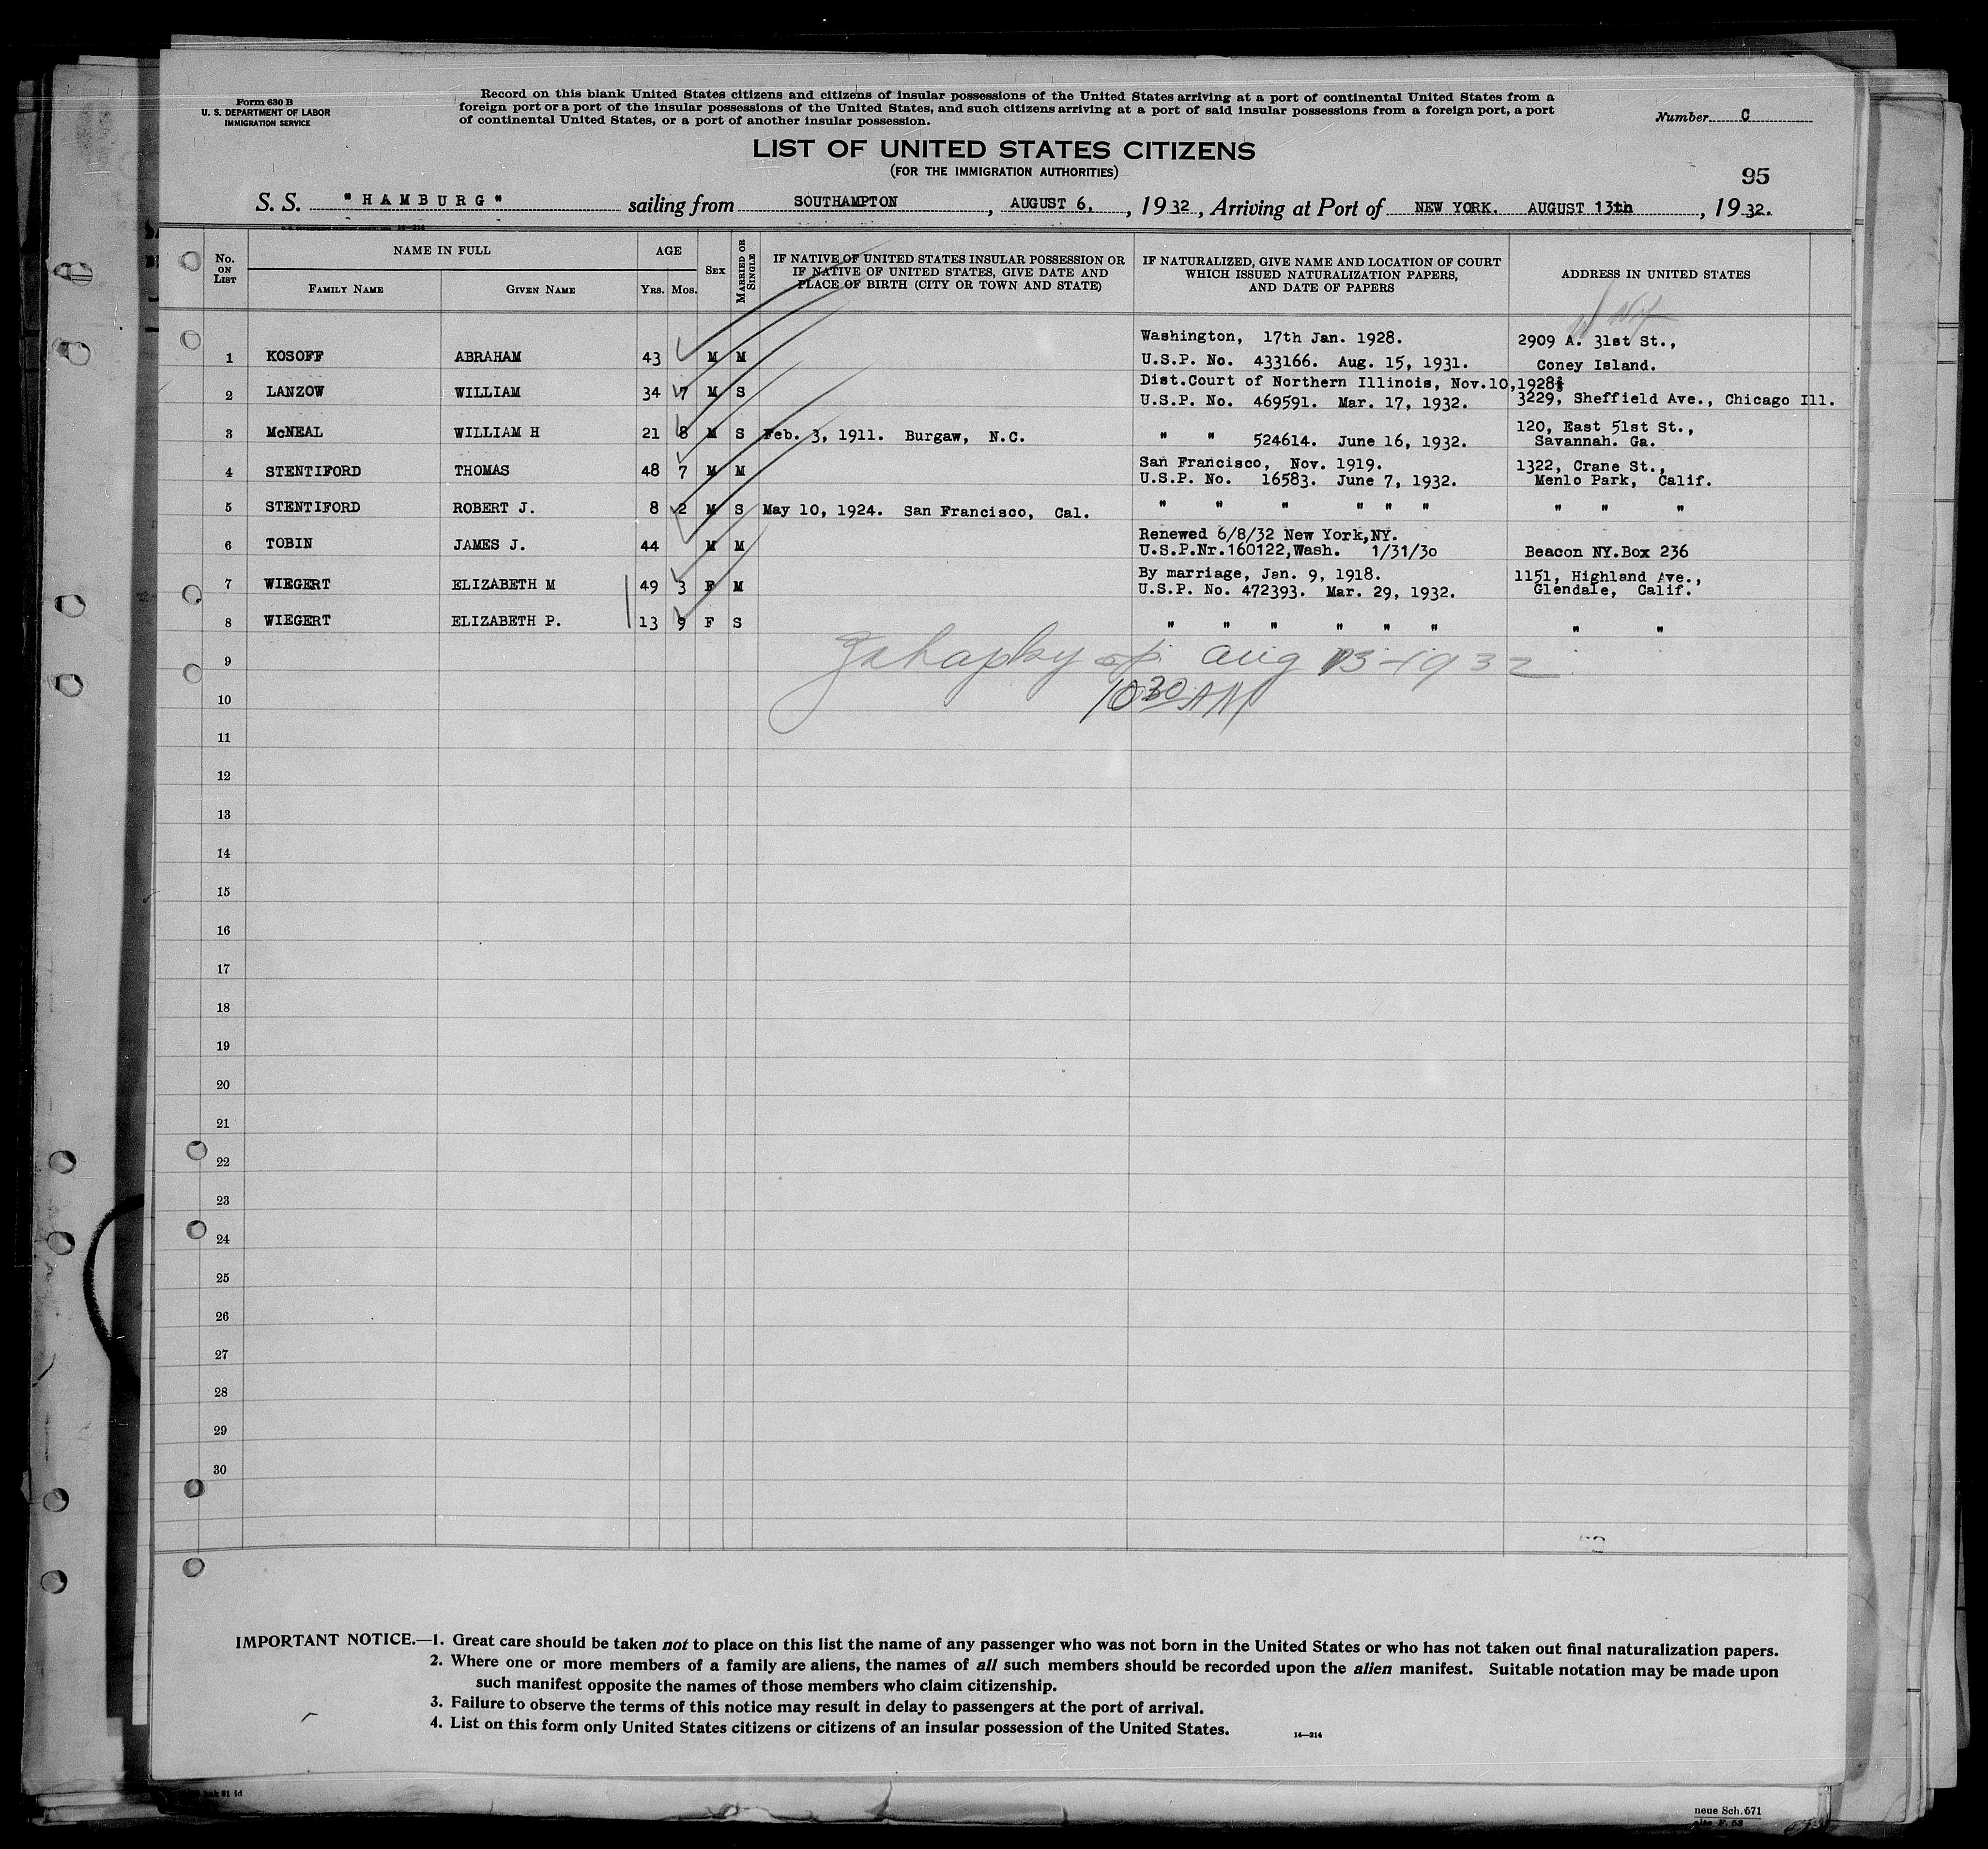 Form 630 B
U. S. DEPARTMENT OF LABOR
IMMIGRATION SERVICE
Record on this blank United States citizens and citizens of insular possessions of the United States arriving at a port of continental United States from a
foreign port or a port of the insular possessions of the United States, and such citizens arriving at a port of said insular possessions from a foreign port, a port
of continental United States, or a port of another insular possession.
Number C
LIST OF UNITED STATES CITIZENS
(FOR THE IMMIGRATION AUTHORITIES)
95
S. S. "HAMBURG" sailing from SOUTHAMPTON, AUGUST 6, , 1932, Arriving at Port of NEW YORK. AUGUST 13th, 1932.
No. ON LIST
NAME IN FULL
FAMILY NAME GIVEN NAME
AGE
YRS. MOS.
SEX
MARRIED OR SINGLE
IF NATIVE OF UNITED STATES INSULAR POSSESSION OR
IF NATIVE OF UNITED STATES, GIVE DATE AND
PLACE OF BIRTH (CITY OR TOWN AND STATE)
IF NATURALIZED, GIVE NAME AND LOCATION OF COURT
WHICH ISSUED NATURALIZATION PAPERS,
AND DATE OF PAPERS
ADDRESS IN UNITED STATES
Washington, 17th Jan. 1928. 2909 A. 31st St.,
1 KOSOFF ABRAHAM 43 M M U.S.P. No. 433166. Aug. 15, 1931. Coney Island.
Dist.Court of Northern Illinois, Nov.10,1928
2 LANZOW WILLIAM 34 7 M S U.S.P. No. 469591. Mar. 17, 1932. 3229, Sheffield Ave., Chicago Ill.
120, East 51st St.,
3 McNEAL WILLIAM H 21 8 M S Feb. 3, 1911. Burgaw, N.C. " " 524614. June 16, 1932. Savannah. Ga.
San Francisco, Nov. 1919. 1322, Crane St.,
4 STENTIFORD THOMAS 48 7 M M U.S.P. No. 16583. June 7, 1932. Menlo Park, Calif.
5 STENTIFORD ROBERT J. 8 2 M S May 10, 1924. San Francisco, Cal. " " " " " " " " "
Renewed 6/8/32 New York,NY.
6 TOBIN JAMES J. 44 M M U.S.P.Nr.160122,Wash. 1/31/30 Beacon NY.Box 236
By marriage, Jan. 9, 1918. 1151, Highland Ave.,
7 WIEGERT ELIZABETH M 49 3 F M U.S.P. No. 472393. Mar. 29, 1932. Glendale, Calif.
8 WIEGERT ELIZABETH P. 13 9 F S " " " " " " " "
Aug 13-1932
9
10 30 AM
10
11
12
13
14
15
16
17
18
19
20
21
22
23
24
25
26
27
28
29
30
IMPORTANT NOTICE.—1. Great care should be taken not to place on this list the name of any passenger who was not born in the United States or who has not taken out final naturalization papers.
2. Where one or more members of a family are aliens, the names of all such members should be recorded upon the alien manifest. Suitable notation may be made upon
such manifest opposite the names of those members who claim citizenship.
3. Failure to observe the terms of this notice may result in delay to passengers at the port of arrival.
4. List on this form only United States citizens or citizens of an insular possession of the United States.
14—214
neue Sch. 671